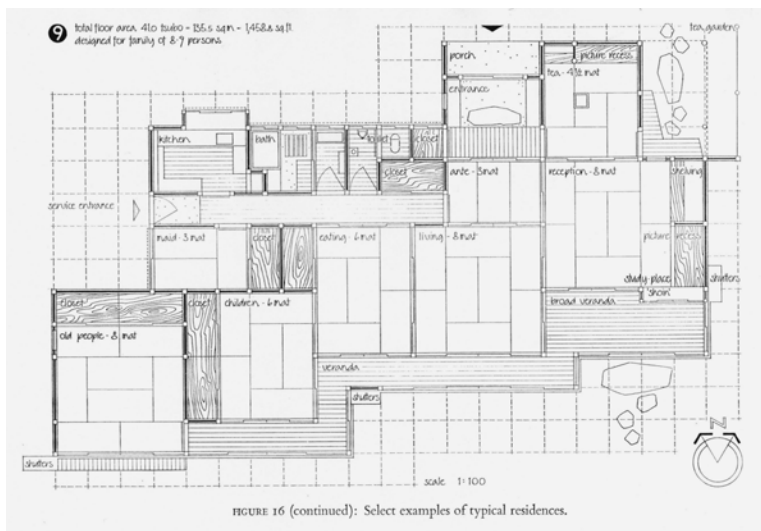 9
total floor area 41.0 tsubo - 135.5 sq.m - 1,458.8 sq.ft
designed for family of 8-9 persons
tea garden
porch
picture recess
tea - 4½ mat
entrance
kitchen
bath
toilet
closet
closet
ante - 3 mat
reception - 8 mat
shelving
service entrance
maid - 3 mat
closet
eating - 6 mat
living - 8 mat
picture recess
study place
shutters
shoin
closet
closet
children - 6 mat
broad veranda
old people - 8 mat
veranda
shutters
shutters
N
scale 1:100
FIGURE 16 (continued): Select examples of typical residences.